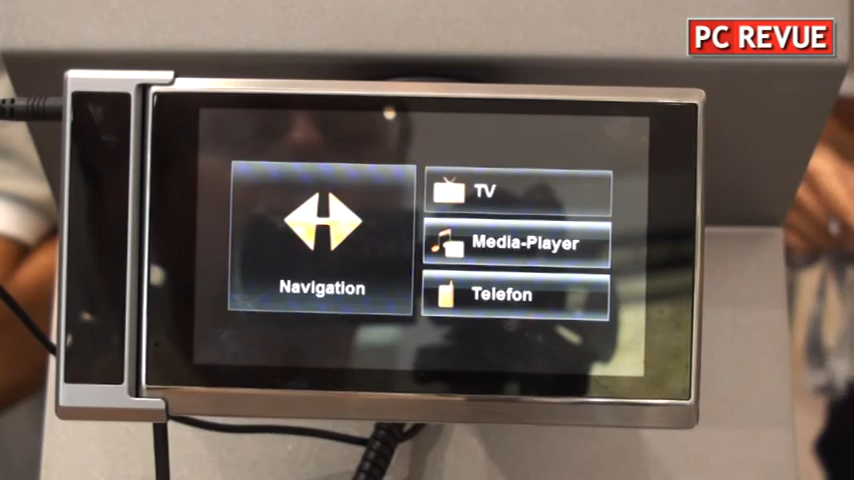 PC REVUE
TV
Media-Player
Navigation
Telefon